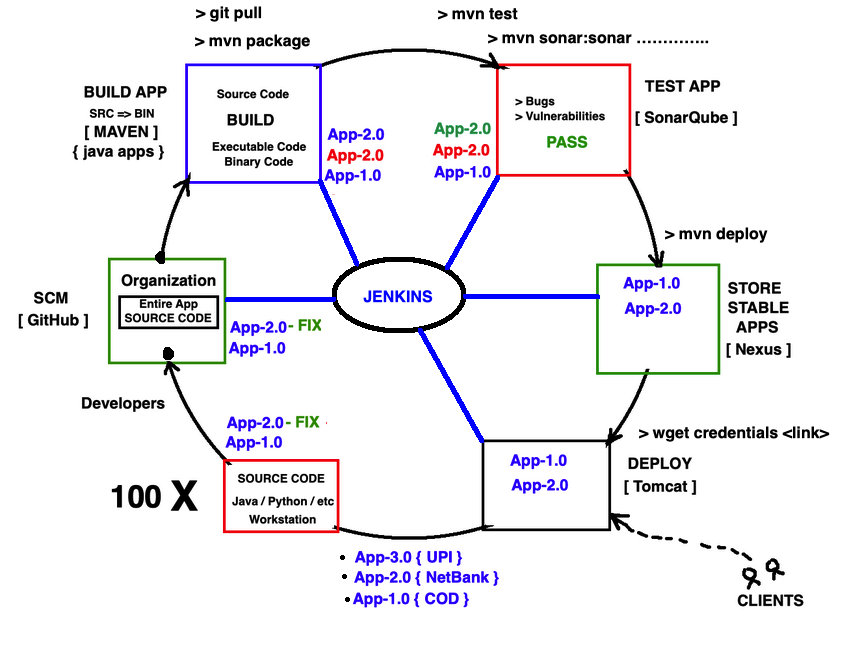 > git pull
> mvn package
> mvn test
> mvn sonar:sonar ..............
BUILD APP
SRC => BIN
[ MAVEN ]
{ java apps }
Source Code
BUILD
Executable Code
Binary Code
App-2.0
App-2.0
App-1.0
App-2.0
App-2.0
App-1.0
> Bugs
> Vulnerabilities
PASS
TEST APP
[ SonarQube ]
> mvn deploy
SCM
[ GitHub ]
Organization
Entire App
SOURCE CODE
App-2.0- FIX
App-1.0
JENKINS
App-1.0
App-2.0
STORE
STABLE
APPS
[ Nexus ]
Developers
App-2.0- FIX
App-1.0
> wget credentials <link>
100 X
SOURCE CODE
Java / Python / etc
Workstation
App-1.0
App-2.0
DEPLOY
[ Tomcat ]
• App-3.0 { UPI }
• App-2.0 { NetBank }
• App-1.0 { COD }
CLIENTS